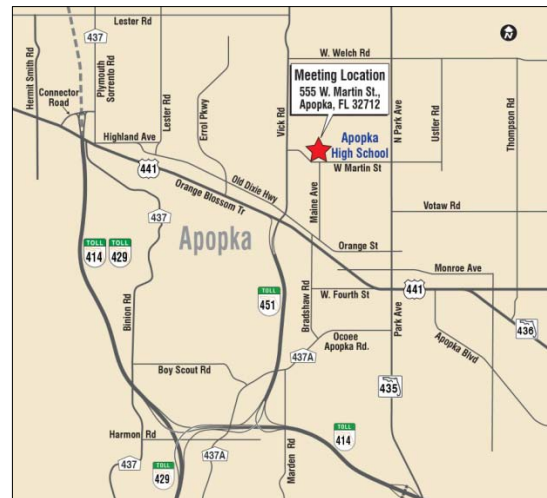 Lester Rd
437
N
Hermit Smith Rd
Plymouth
Sorrento Rd
Lester Rd
Errol Pkwy
Vick Rd
W. Welch Rd
Meeting Location
555 W. Martin St.,
Apopka, FL 32712
N Park Ave
Ustler Rd
Thompson Rd
Connector
Road
Highland Ave
Apopka
High School
W Martin St
441
Orange Blossom Tr
Old Dixie Hwy
Maine Ave
Votaw Rd
437
Apopka
Orange St
TOLL
414
TOLL
429
Monroe Ave
TOLL
451
Bradshaw Rd
W. Fourth St
441
Binion Rd
Park Ave
436
Ocoee
Apopka Rd.
437A
Apopka Blvd
Boy Scout Rd
435
Harmon Rd
TOLL
414
437
437A
Marden Rd
TOLL
429